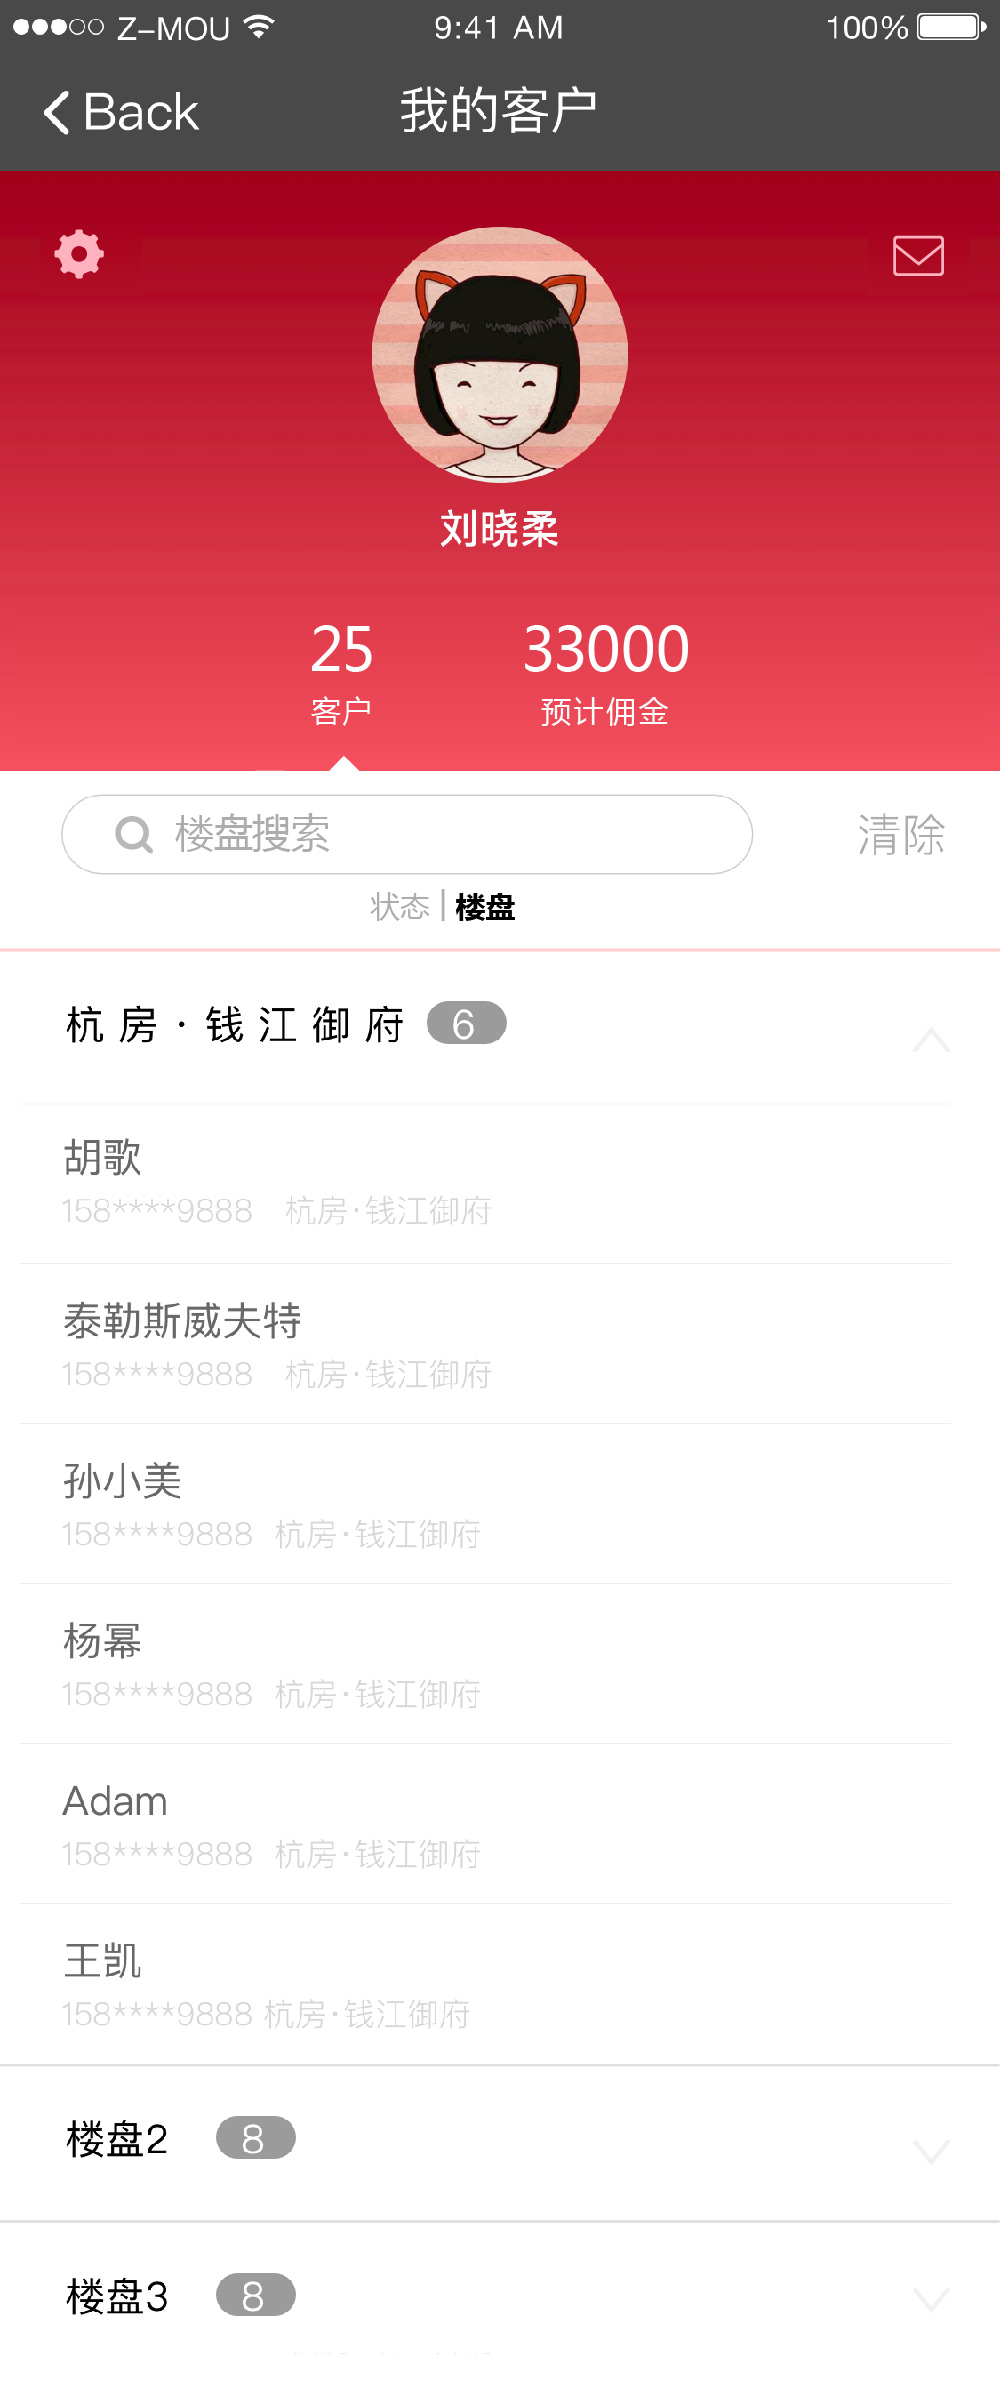 Z-MOU 9:41 AM 100%
Back 我的客户
刘晓柔
25 33000
客户 预计佣金
楼盘搜索 清除
状态 | 楼盘
杭房·钱江御府 6
胡歌
158****9888 杭房·钱江御府
泰勒斯威夫特
158****9888 杭房·钱江御府
孙小美
158****9888 杭房·钱江御府
杨幂
158****9888 杭房·钱江御府
Adam
158****9888 杭房·钱江御府
王凯
158****9888 杭房·钱江御府
楼盘2 8
楼盘3 8